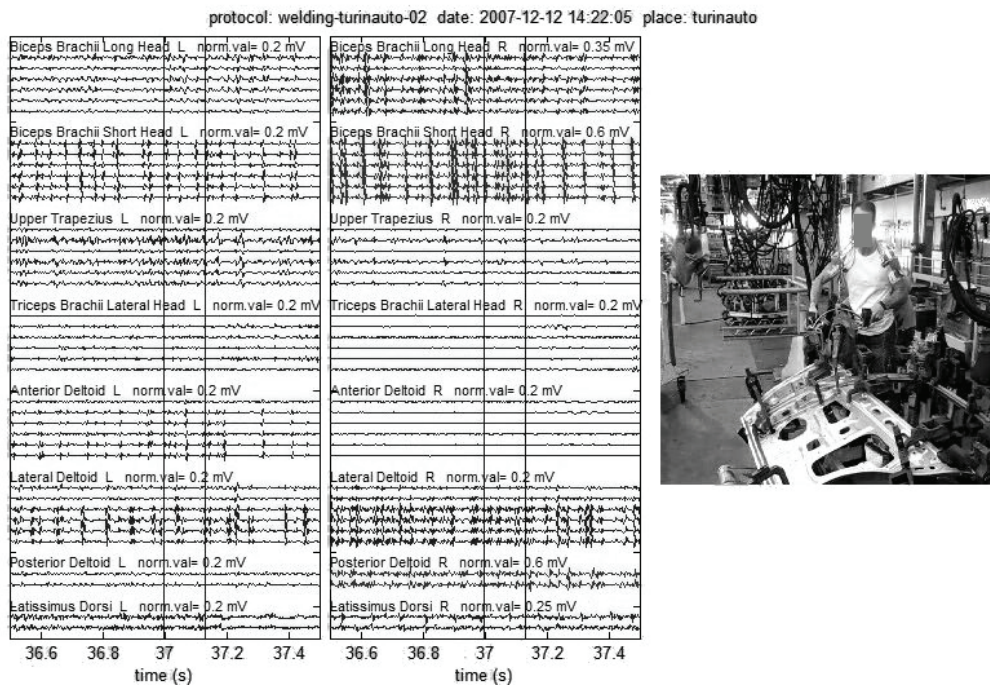 protocol: welding-turinauto-02 date: 2007-12-12 14:22:05 place: turinauto
Biceps Brachii Long Head L norm.val= 0.2 mV
Biceps Brachii Short Head L norm.val= 0.2 mV
Upper Trapezius L norm.val= 0.2 mV
Triceps Brachii Lateral Head L norm.val= 0.2 mV
Anterior Deltoid L norm.val= 0.2 mV
Lateral Deltoid L norm.val= 0.2 mV
Posterior Deltoid L norm.val= 0.2 mV
Latissimus Dorsi L norm.val= 0.2 mV
36.6 36.8 37 37.2 37.4
time (s)
Biceps Brachii Long Head R norm.val= 0.35 mV
Biceps Brachii Short Head R norm.val= 0.6 mV
Upper Trapezius R norm.val= 0.2 mV
Triceps Brachii Lateral Head R norm.val= 0.2 mV
Anterior Deltoid R norm.val= 0.2 mV
Lateral Deltoid R norm.val= 0.2 mV
Posterior Deltoid R norm.val= 0.6 mV
Latissimus Dorsi R norm.val= 0.25 mV
36.6 36.8 37 37.2 37.4
time (s)